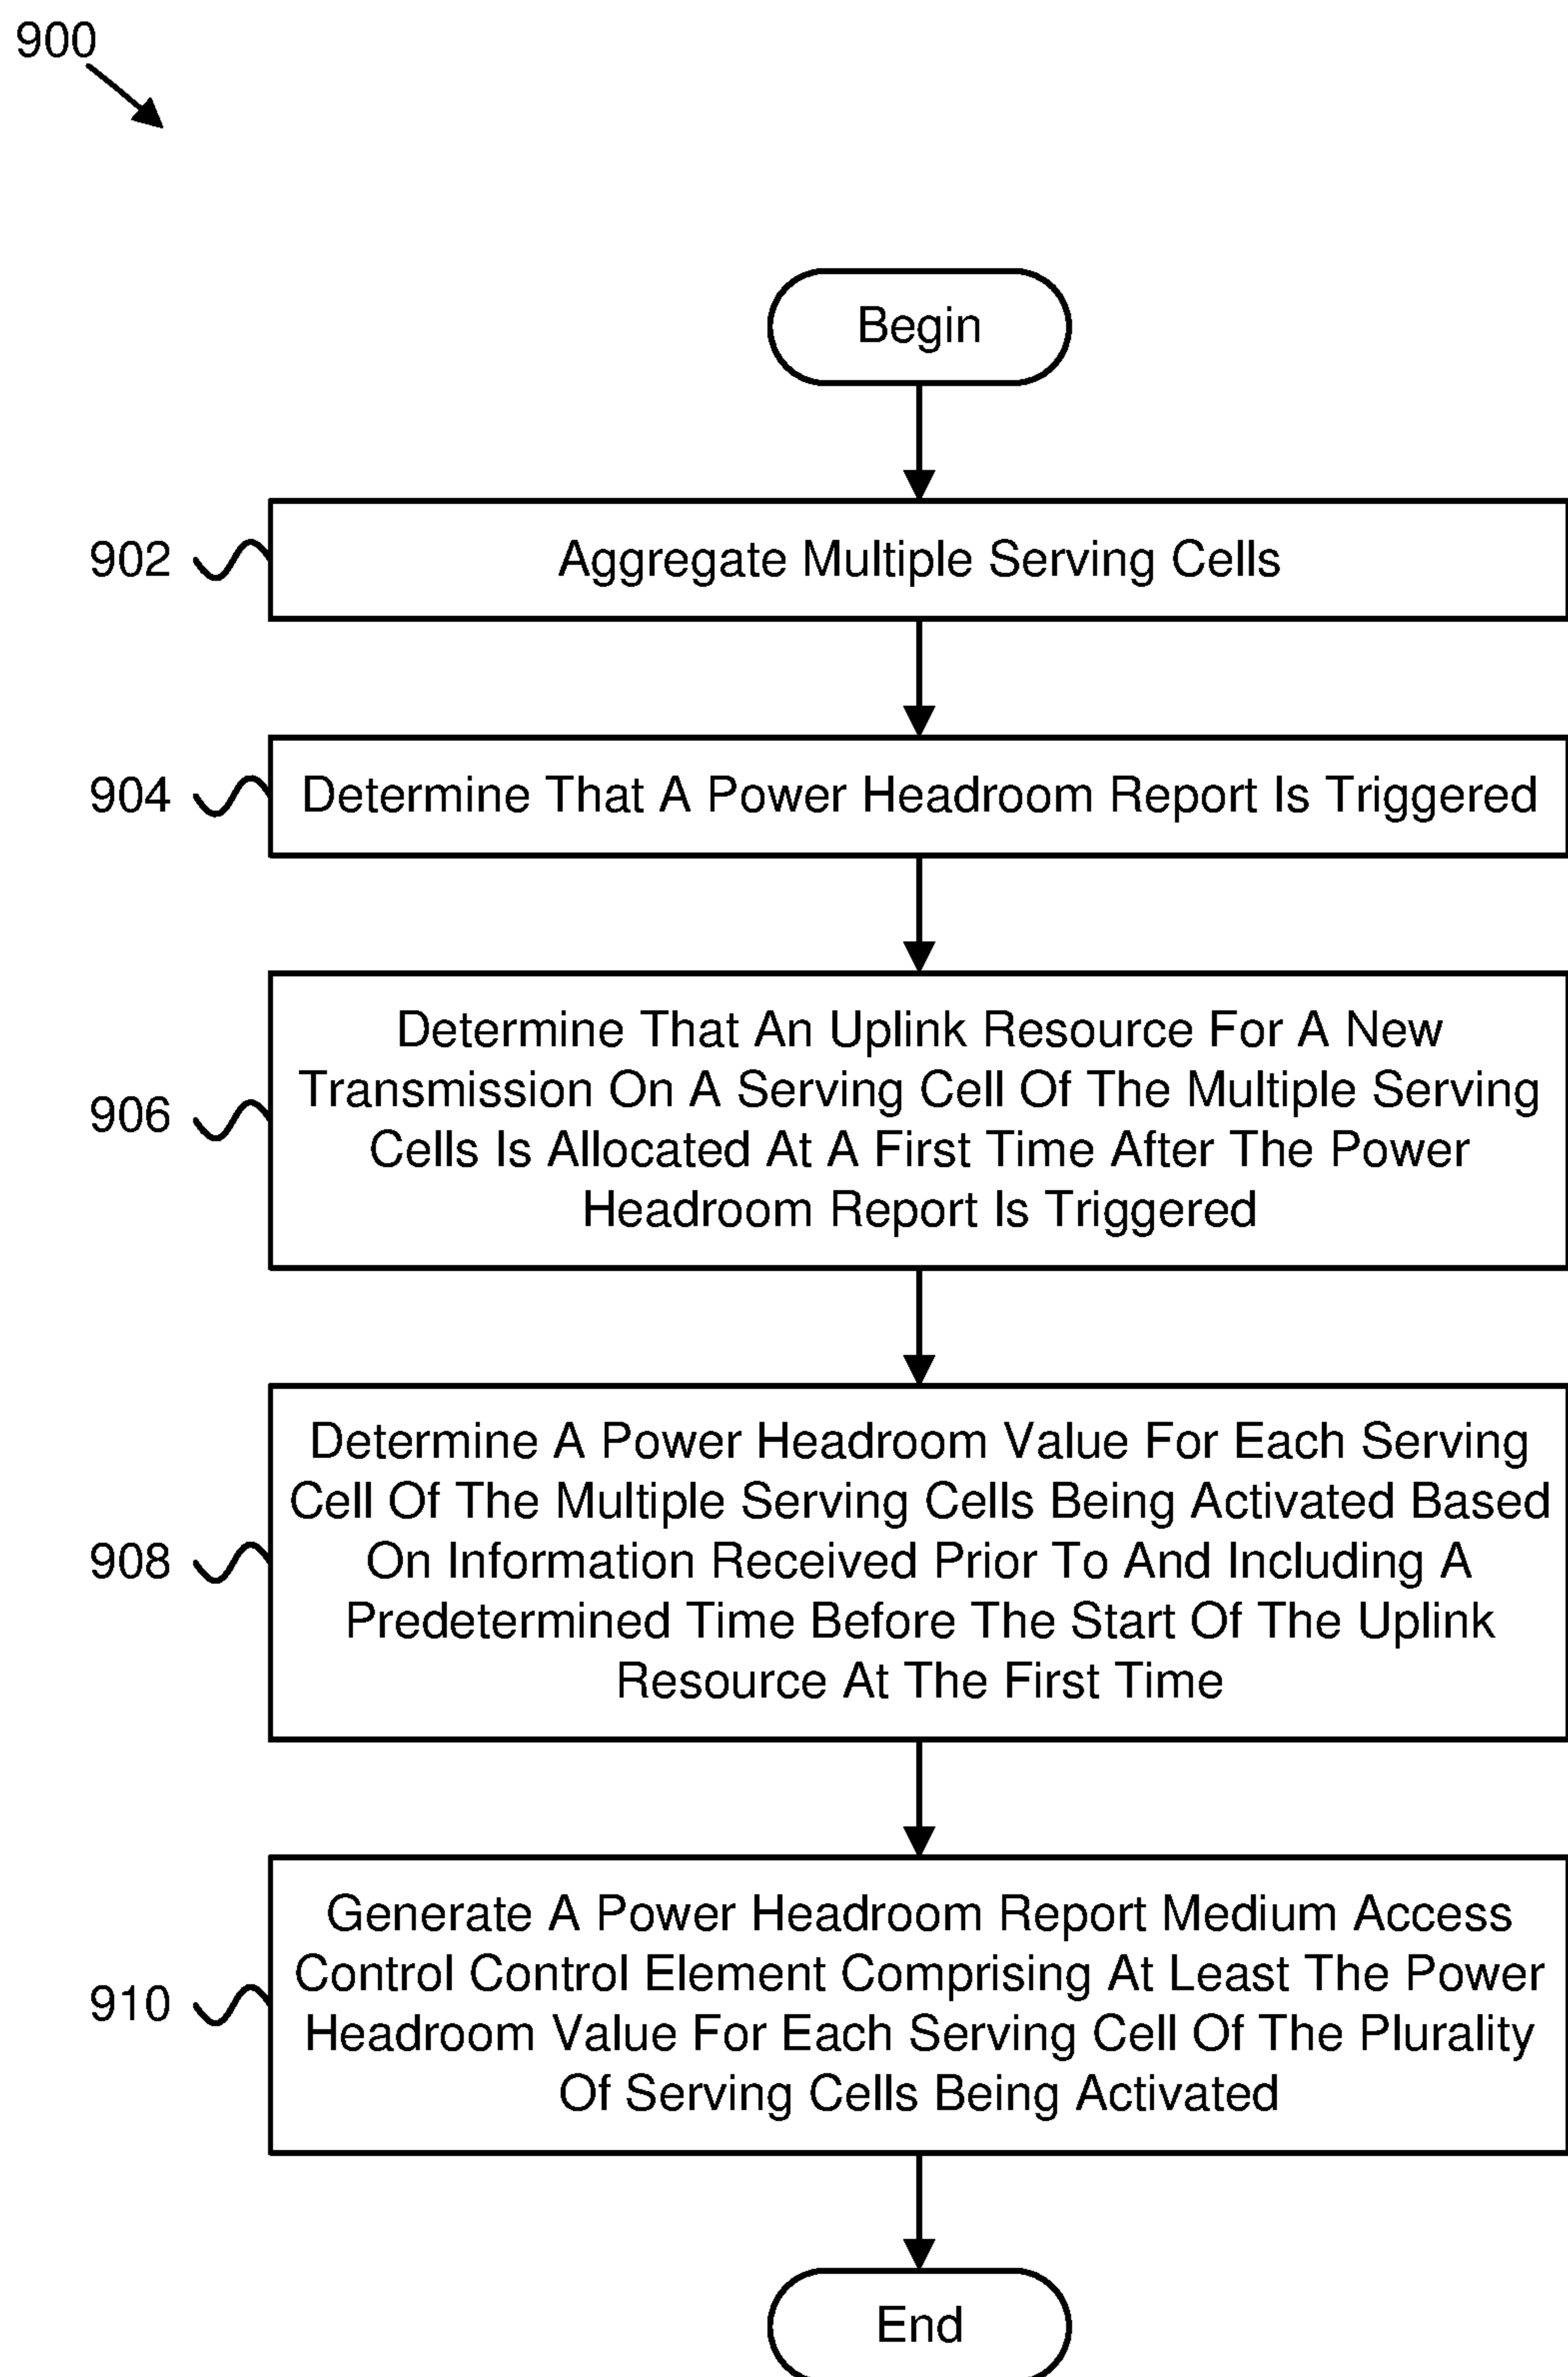 900
Begin
902
Aggregate Multiple Serving Cells
904
Determine That A Power Headroom Report Is Triggered
906
Determine That An Uplink Resource For A New
Transmission On A Serving Cell Of The Multiple Serving
Cells Is Allocated At A First Time After The Power
Headroom Report Is Triggered
908
Determine A Power Headroom Value For Each Serving
Cell Of The Multiple Serving Cells Being Activated Based
On Information Received Prior To And Including A
Predetermined Time Before The Start Of The Uplink
Resource At The First Time
910
Generate A Power Headroom Report Medium Access
Control Control Element Comprising At Least The Power
Headroom Value For Each Serving Cell Of The Plurality
Of Serving Cells Being Activated
End